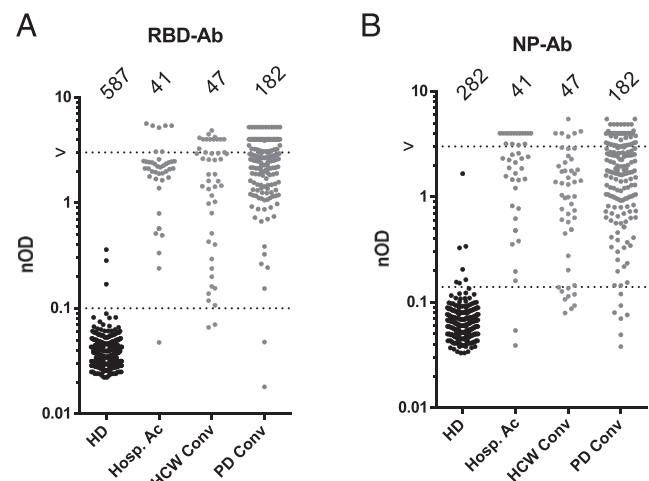 A
RBD-Ab
587 41 47 182
10
>
1
0.1
0.01
nOD
HD Hosp. Ac HCW Conv PD Conv
B
NP-Ab
282 41 47 182
10
>
1
0.1
0.01
nOD
HD Hosp. Ac HCW Conv PD Conv